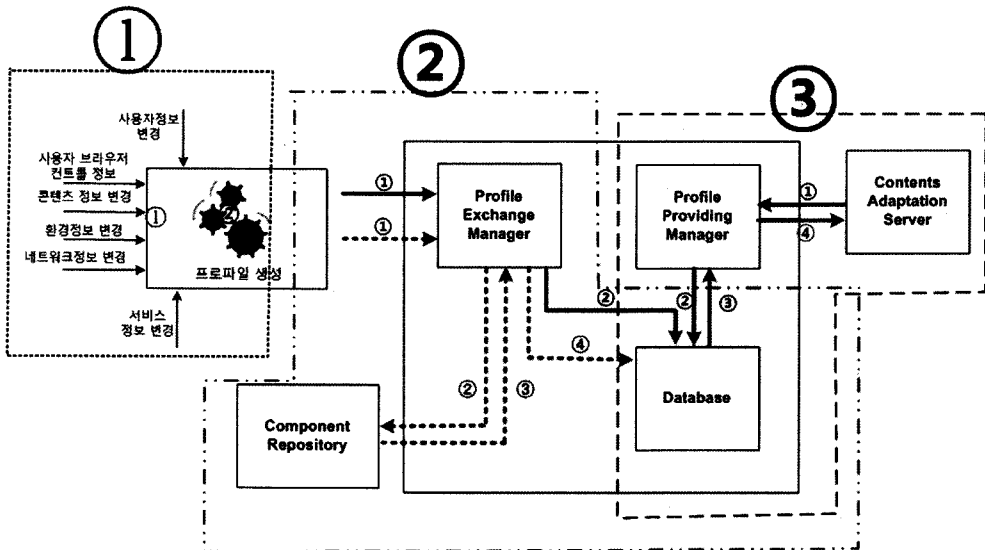 ①
②
③
사용자정보
변경
사용자 브라우저
컨트롤 정보
콘텐츠 정보 변경
환경정보 변경
네트워크정보 변경
①
②
프로파일 생성
서비스
정보 변경
①
①
Profile
Exchange
Manager
Profile
Providing
Manager
①
④
Contents
Adaptation
Server
②
②
③
④
②
③
Component
Repository
Database